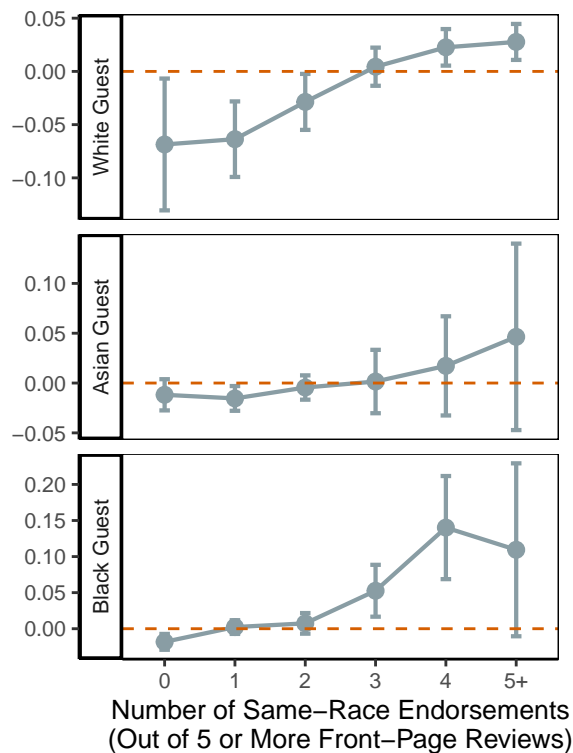 0.05
0.00
−0.05
−0.10
White Guest
0.10
0.05
0.00
−0.05
Asian Guest
0.20
0.15
0.10
0.05
0.00
Black Guest
0 1 2 3 4 5+
Number of Same−Race Endorsements
(Out of 5 or More Front−Page Reviews)